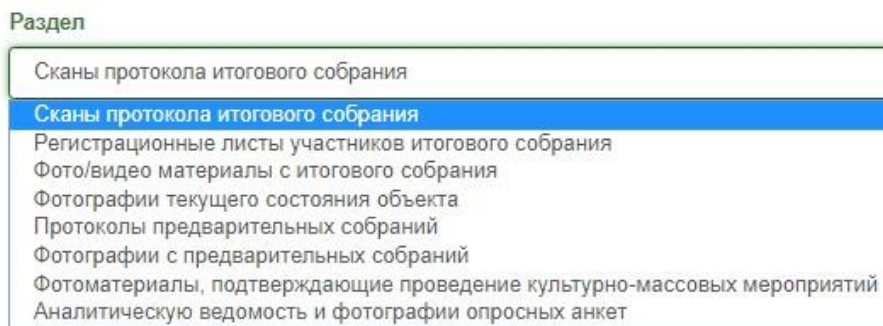 Раздел
Сканы протокола итогового собрания
Сканы протокола итогового собрания
Регистрационные листы участников итогового собрания
Фото/видео материалы с итогового собрания
Фотографии текущего состояния объекта
Протоколы предварительных собраний
Фотографии с предварительных собраний
Фотоматериалы, подтверждающие проведение культурно-массовых мероприятий
Аналитическую ведомость и фотографии опросных анкет